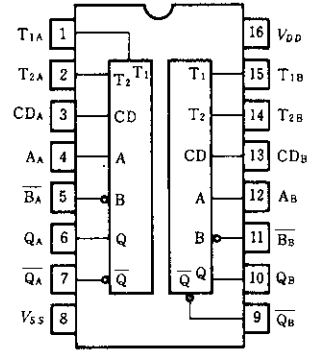 T1A 1 16 VDD
T2 T1
T2A 2 T1 15 T1B
CDA 3 CD T2 14 T2B
AA 4 A CD 13 CDB
B̅A̅ 5 B A 12 AB
QA 6 Q B 11 B̅B̅
Q̅A̅ 7 Q̅ Q̅ Q 10 QB
VSS 8 9 Q̅B̅